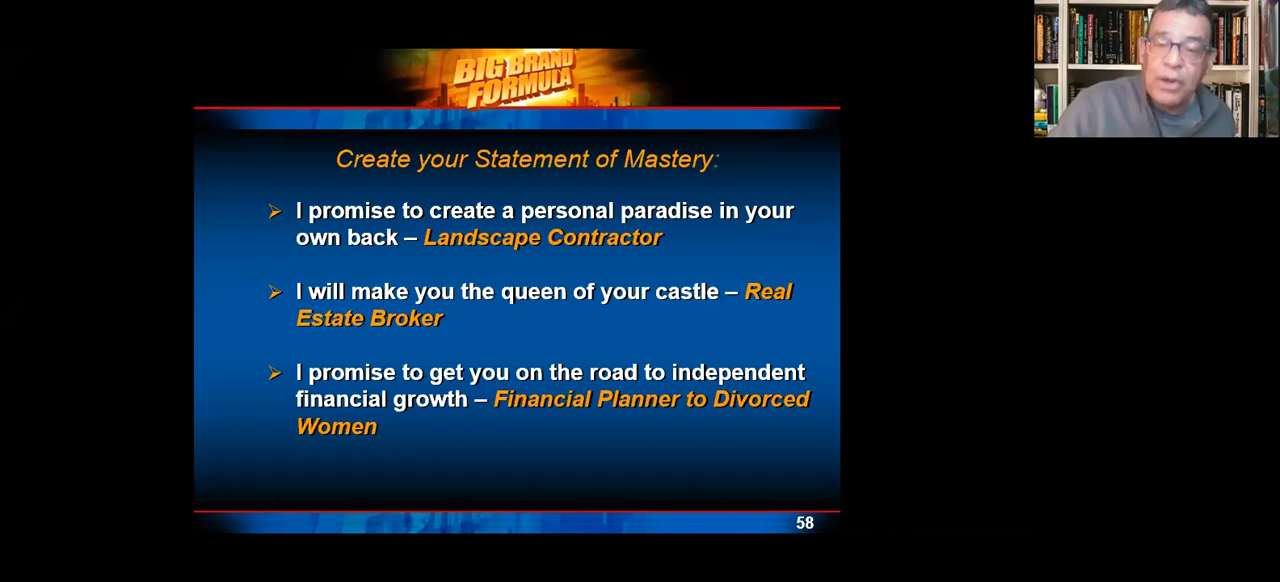 BIG BRAND
FORMULA
Create your Statement of Mastery:
I promise to create a personal paradise in your
own back – Landscape Contractor
I will make you the queen of your castle – Real
Estate Broker
I promise to get you on the road to independent
financial growth – Financial Planner to Divorced
Women
58